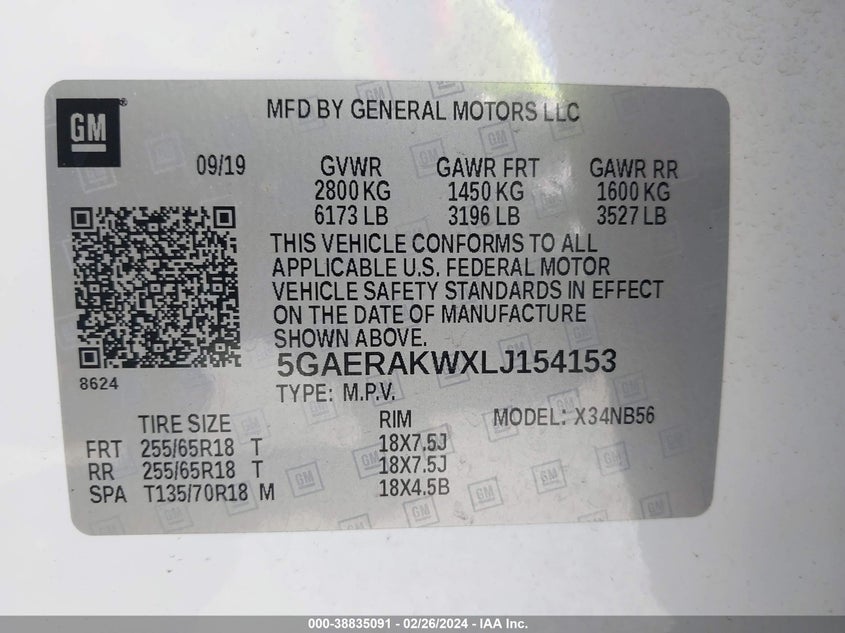 GM
MFD BY GENERAL MOTORS LLC
09/19 GVWR GAWR FRT GAWR RR
2800 KG 1450 KG 1600 KG
6173 LB 3196 LB 3527 LB
THIS VEHICLE CONFORMS TO ALL
APPLICABLE U.S. FEDERAL MOTOR
VEHICLE SAFETY STANDARDS IN EFFECT
ON THE DATE OF MANUFACTURE
SHOWN ABOVE.
5GAERAKWXLJ154153
8624
TYPE: M.P.V.
TIRE SIZE RIM MODEL: X34NB56
FRT 255/65R18 T 18X7.5J
RR 255/65R18 T 18X7.5J
SPA T135/70R18 M 18X4.5B
000-38835091 - 02/26/2024 - IAA Inc.